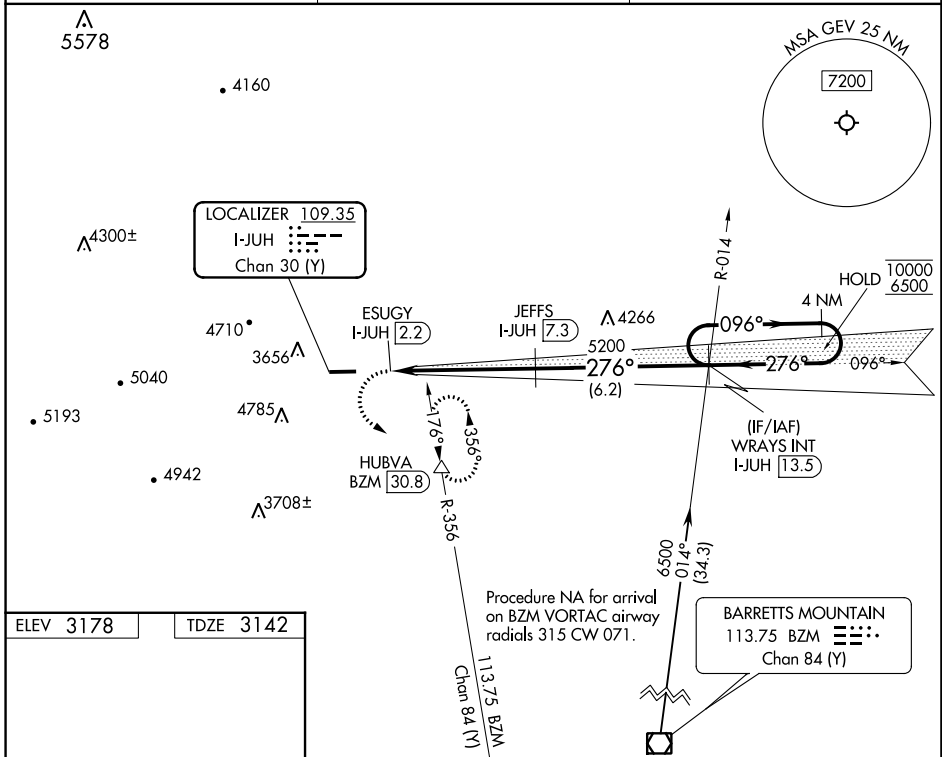 5578
4160
MSA GEV 25 NM
7200
LOCALIZER 109.35
I-JUH
Chan 30 (Y)
4300±
R-014
HOLD
10000
6500
4 NM
ESUGY
I-JUH 2.2
JEFFS
I-JUH 7.3
4266
096°
4710
3656
5200
276°
(6.2)
276°
096°
5040
5193
4785
176°
356°
(IF/IAF)
WRAYS INT
I-JUH 13.5
HUBVA
BZM 30.8
4942
3708±
R-356
6500
014°
(34.3)
Procedure NA for arrival
on BZM VORTAC airway
radials 315 CW 071.
BARRETTS MOUNTAIN
113.75 BZM
Chan 84 (Y)
ELEV 3178
TDZE 3142
113.75 BZM
Chan 84 (Y)